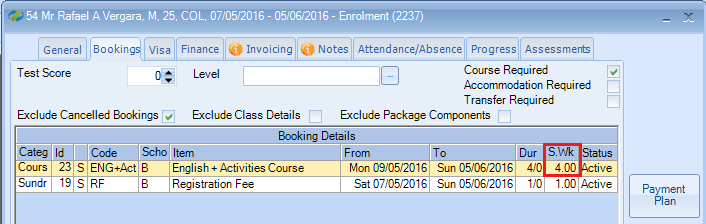 54 Mr Rafael A Vergara, M, 25, COL, 07/05/2016 - 05/06/2016 - Enrolment (2237)
General Bookings Visa Finance Invoicing Notes Attendance/Absence Progress Assessments
Test Score 0 Level ... Course Required
Accommodation Required
Transfer Required
Exclude Cancelled Bookings Exclude Class Details Exclude Package Components
Booking Details
Categ Id S Code Scho Item From To Dur S.Wk Status
Cours 23 S ENG+Act B English + Activities Course Mon 09/05/2016 Sun 05/06/2016 4/0 4.00 Active
Sundr 19 S RF B Registration Fee Sat 07/05/2016 Sun 05/06/2016 1/0 1.00 Active
Payment
Plan